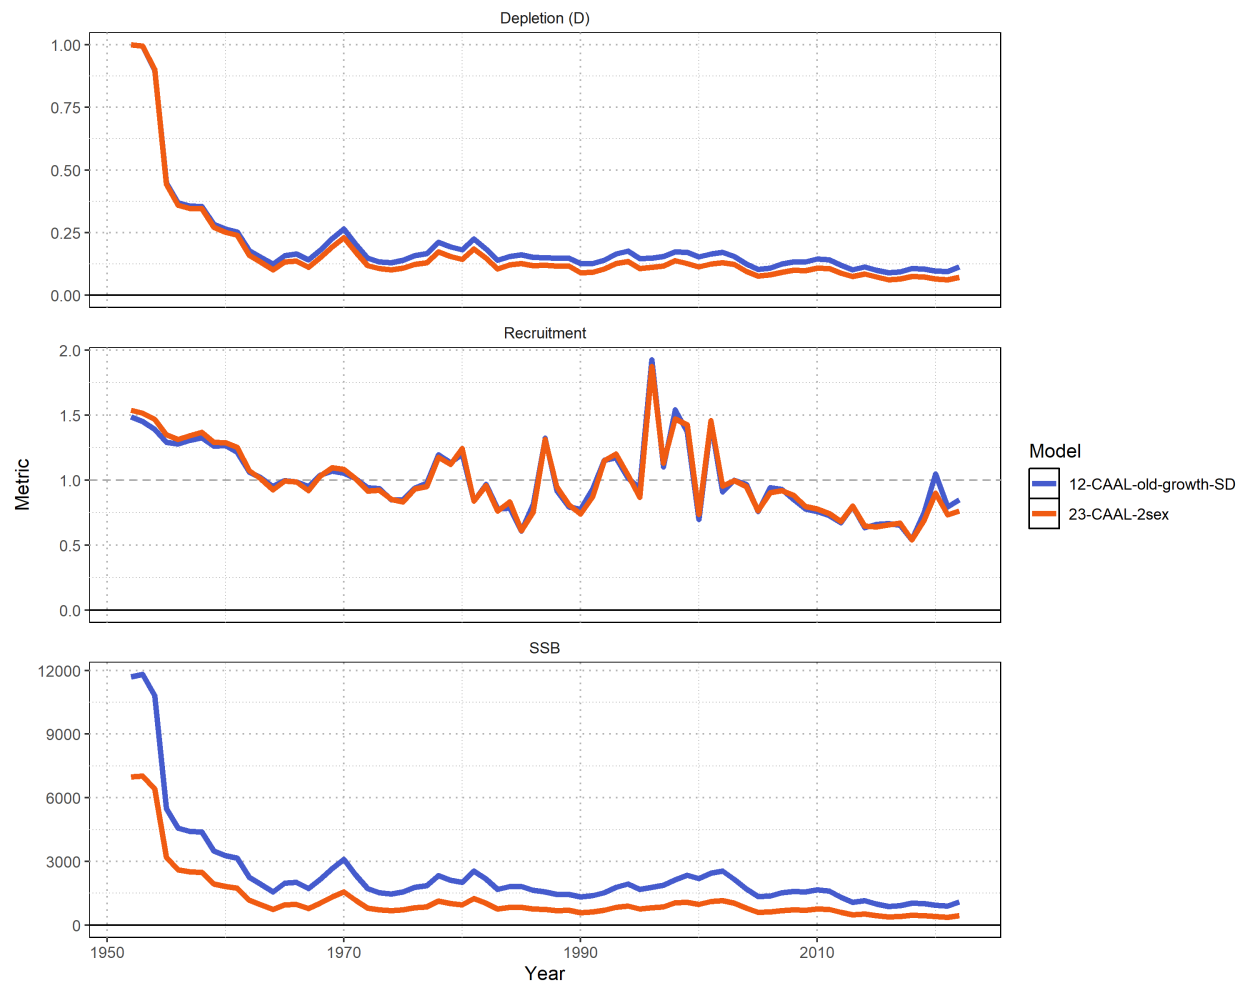 Depletion (D)
1.00
0.75
0.50
0.25
0.00
Recruitment
2.0
1.5
1.0
0.5
0.0
SSB
12000
9000
6000
3000
0
1950
1970
1990
2010
Year
Metric
Model
12-CAAL-old-growth-SD
23-CAAL-2sex